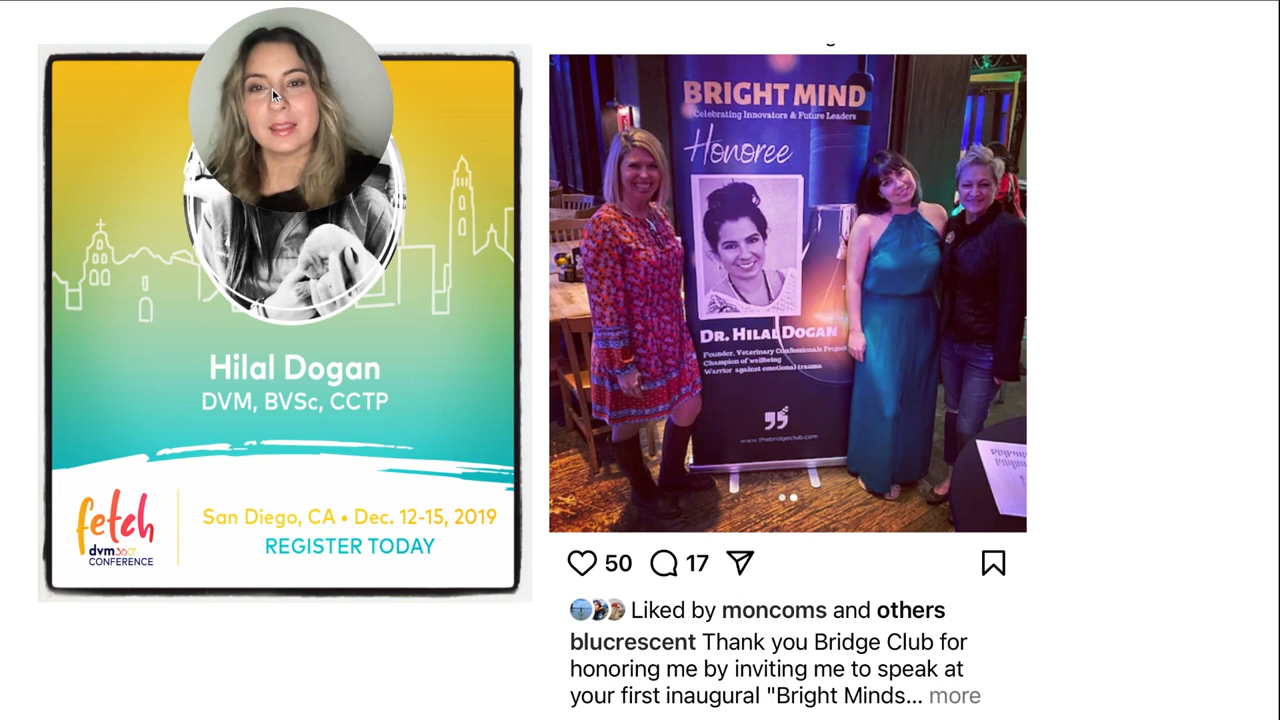 Hilal Dogan
DVM, BVSc, CCTP
fetch
dvm360°
CONFERENCE
San Diego, CA • Dec. 12-15, 2019
REGISTER TODAY
BRIGHT MIND
Celebrating Innovators & Future Leaders
Honoree
DR. HILAL DOGAN
Founder, Veterinary Confessionals Project
Champion of wellbeing
Warrior against emotional trauma
www.thebridgeclub.com
50 17
Liked by moncoms and others
blucrescent Thank you Bridge Club for
honoring me by inviting me to speak at
your first inaugural "Bright Minds... more